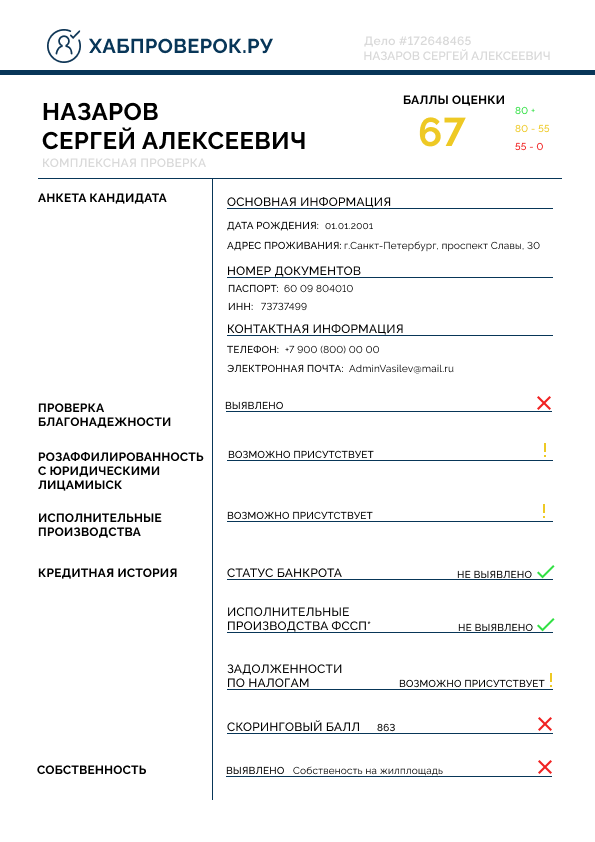 ХАБПРОВЕРОК.РУ
Дело #172648465
НАЗАРОВ СЕРГЕЙ АЛЕКСЕЕВИЧ
НАЗАРОВ
СЕРГЕЙ АЛЕКСЕЕВИЧ
КОМПЛЕКСНАЯ ПРОВЕРКА
БАЛЛЫ ОЦЕНКИ
67
80 +
80 - 55
55 - 0
АНКЕТА КАНДИДАТА
ОСНОВНАЯ ИНФОРМАЦИЯ
ДАТА РОЖДЕНИЯ: 01.01.2001
АДРЕС ПРОЖИВАНИЯ: г.Санкт-Петербург, проспект Славы, 30
НОМЕР ДОКУМЕНТОВ
ПАСПОРТ: 60 09 804010
ИНН: 73737499
КОНТАКТНАЯ ИНФОРМАЦИЯ
ТЕЛЕФОН: +7 900 (800) 00 00
ЭЛЕКТРОННАЯ ПОЧТА: AdminVasilev@mail.ru
ПРОВЕРКА
БЛАГОНАДЕЖНОСТИ
ВЫЯВЛЕНО
РОЗАФФИЛИРОВАННОСТЬ
С ЮРИДИЧЕСКИМИ
ЛИЦАМИЫСК
ВОЗМОЖНО ПРИСУТСТВУЕТ
!
ИСПОЛНИТЕЛЬНЫЕ
ПРОИЗВОДСТВА
ВОЗМОЖНО ПРИСУТСТВУЕТ
!
КРЕДИТНАЯ ИСТОРИЯ
СТАТУС БАНКРОТА НЕ ВЫЯВЛЕНО
ИСПОЛНИТЕЛЬНЫЕ
ПРОИЗВОДСТВА ФССП* НЕ ВЫЯВЛЕНО
ЗАДОЛЖЕННОСТИ
ПО НАЛОГАМ ВОЗМОЖНО ПРИСУТСТВУЕТ !
СКОРИНГОВЫЙ БАЛЛ 863
СОБСТВЕННОСТЬ
ВЫЯВЛЕНО Собственость на жилплощадь